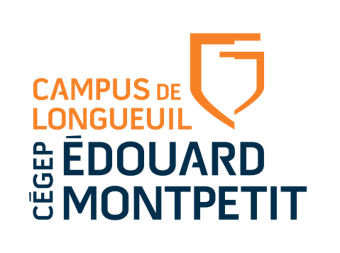 CAMPUS DE
LONGUEUIL
CÉGEP
ÉDOUARD
MONTPETIT